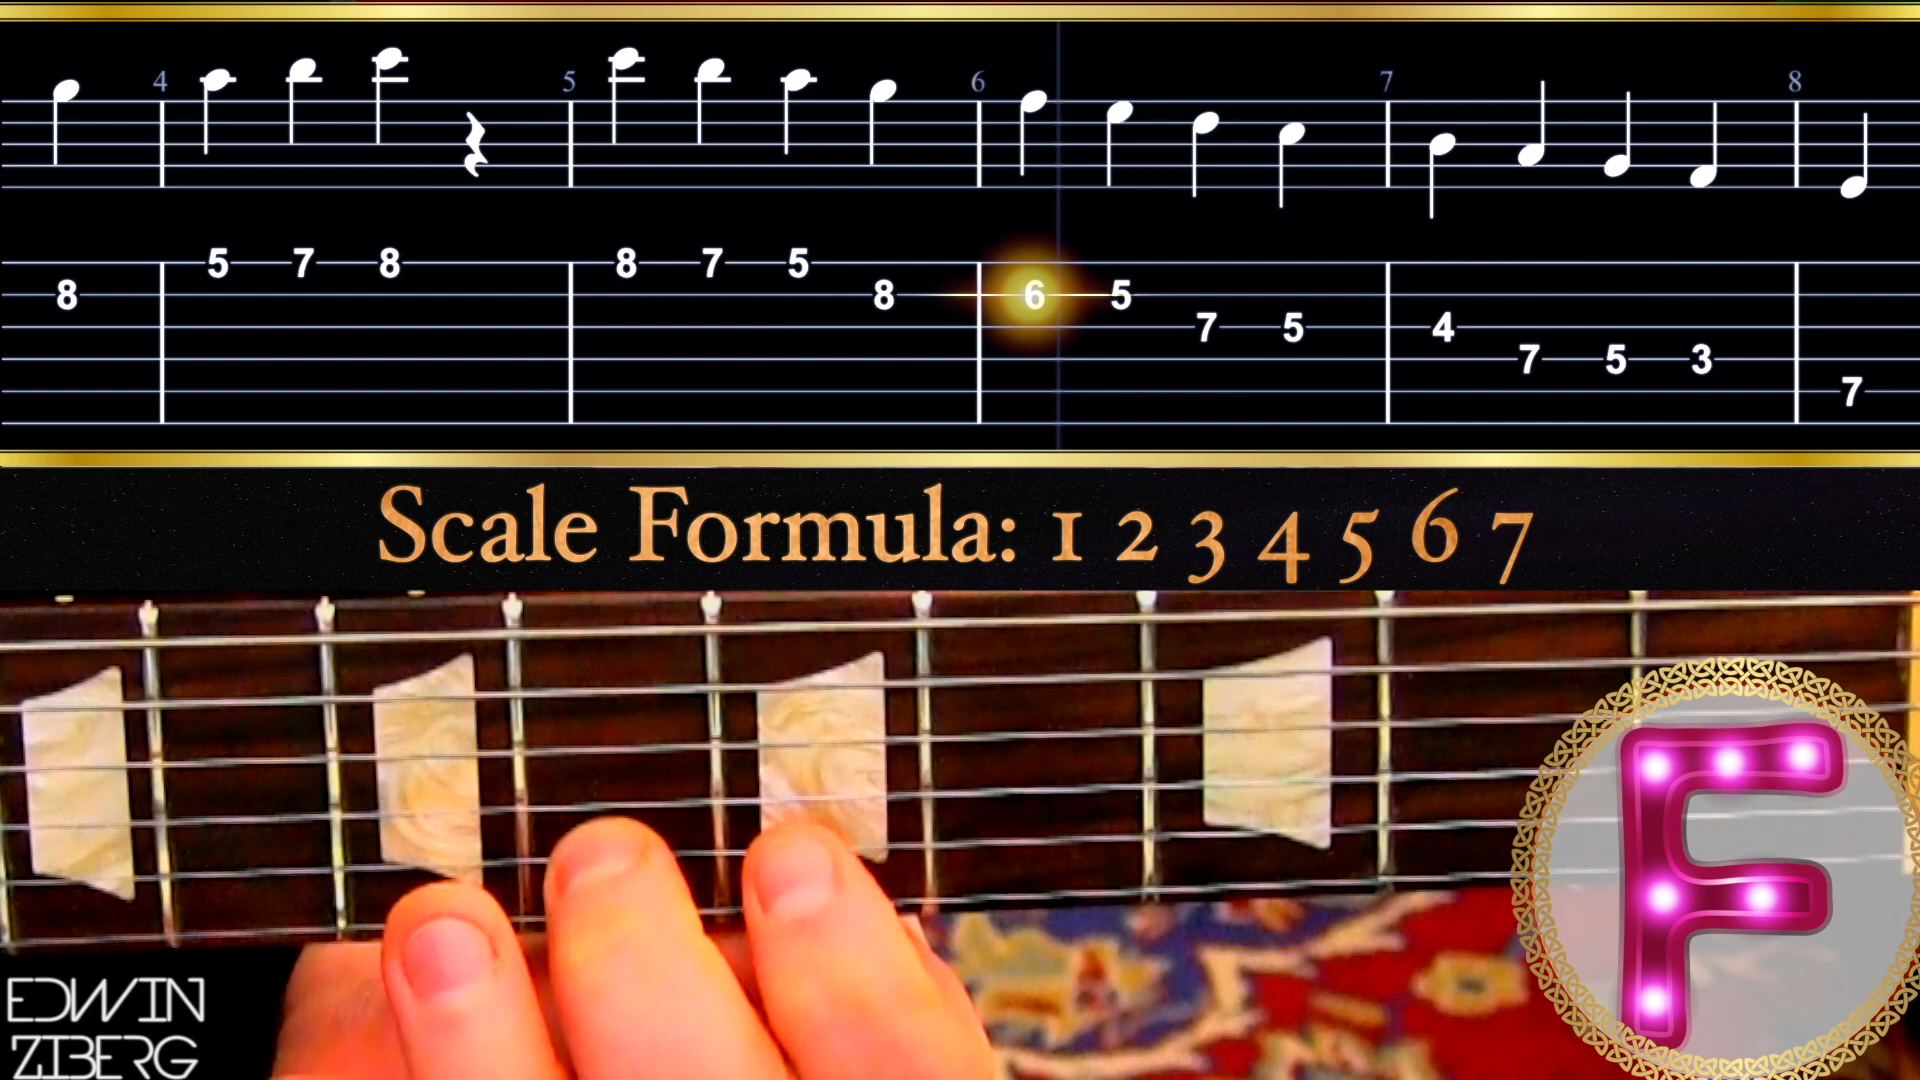 4 5 6 7 8
5 7 8 8 7 5
8 8 6 5
7 5 4
7 5 3
7
Scale Formula: 1 2 3 4 5 6 7
F
EDWIN
ZIBERG